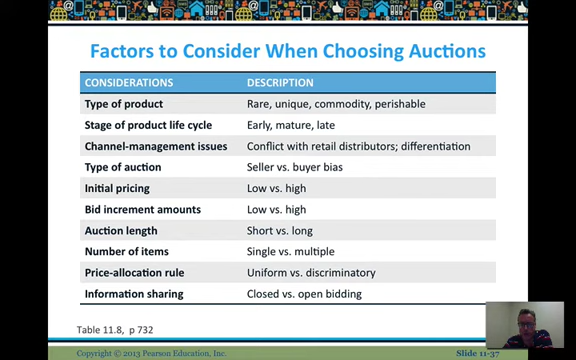 Factors to Consider When Choosing Auctions
CONSIDERATIONS DESCRIPTION
Type of product Rare, unique, commodity, perishable
Stage of product life cycle Early, mature, late
Channel-management issues Conflict with retail distributors; differentiation
Type of auction Seller vs. buyer bias
Initial pricing Low vs. high
Bid increment amounts Low vs. high
Auction length Short vs. long
Number of items Single vs. multiple
Price-allocation rule Uniform vs. discriminatory
Information sharing Closed vs. open bidding
Table 11.8, p 732
Copyright © 2013 Pearson Education, Inc. Slide 11-37